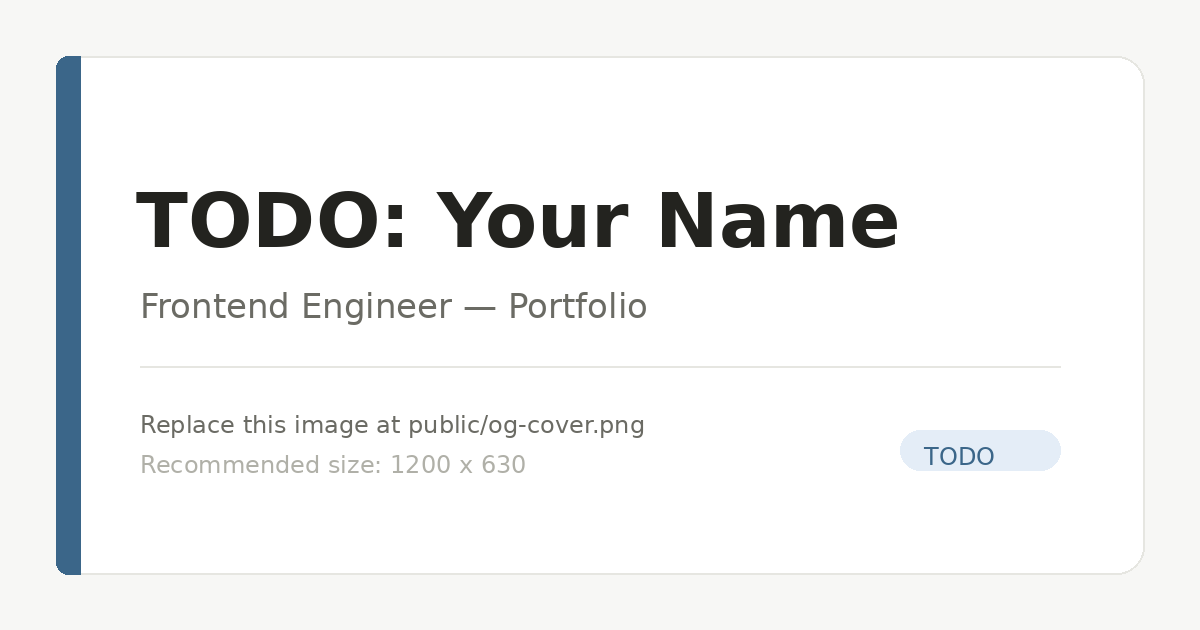 TODO: Your Name
Frontend Engineer — Portfolio
Replace this image at public/og-cover.png
Recommended size: 1200 x 630
TODO